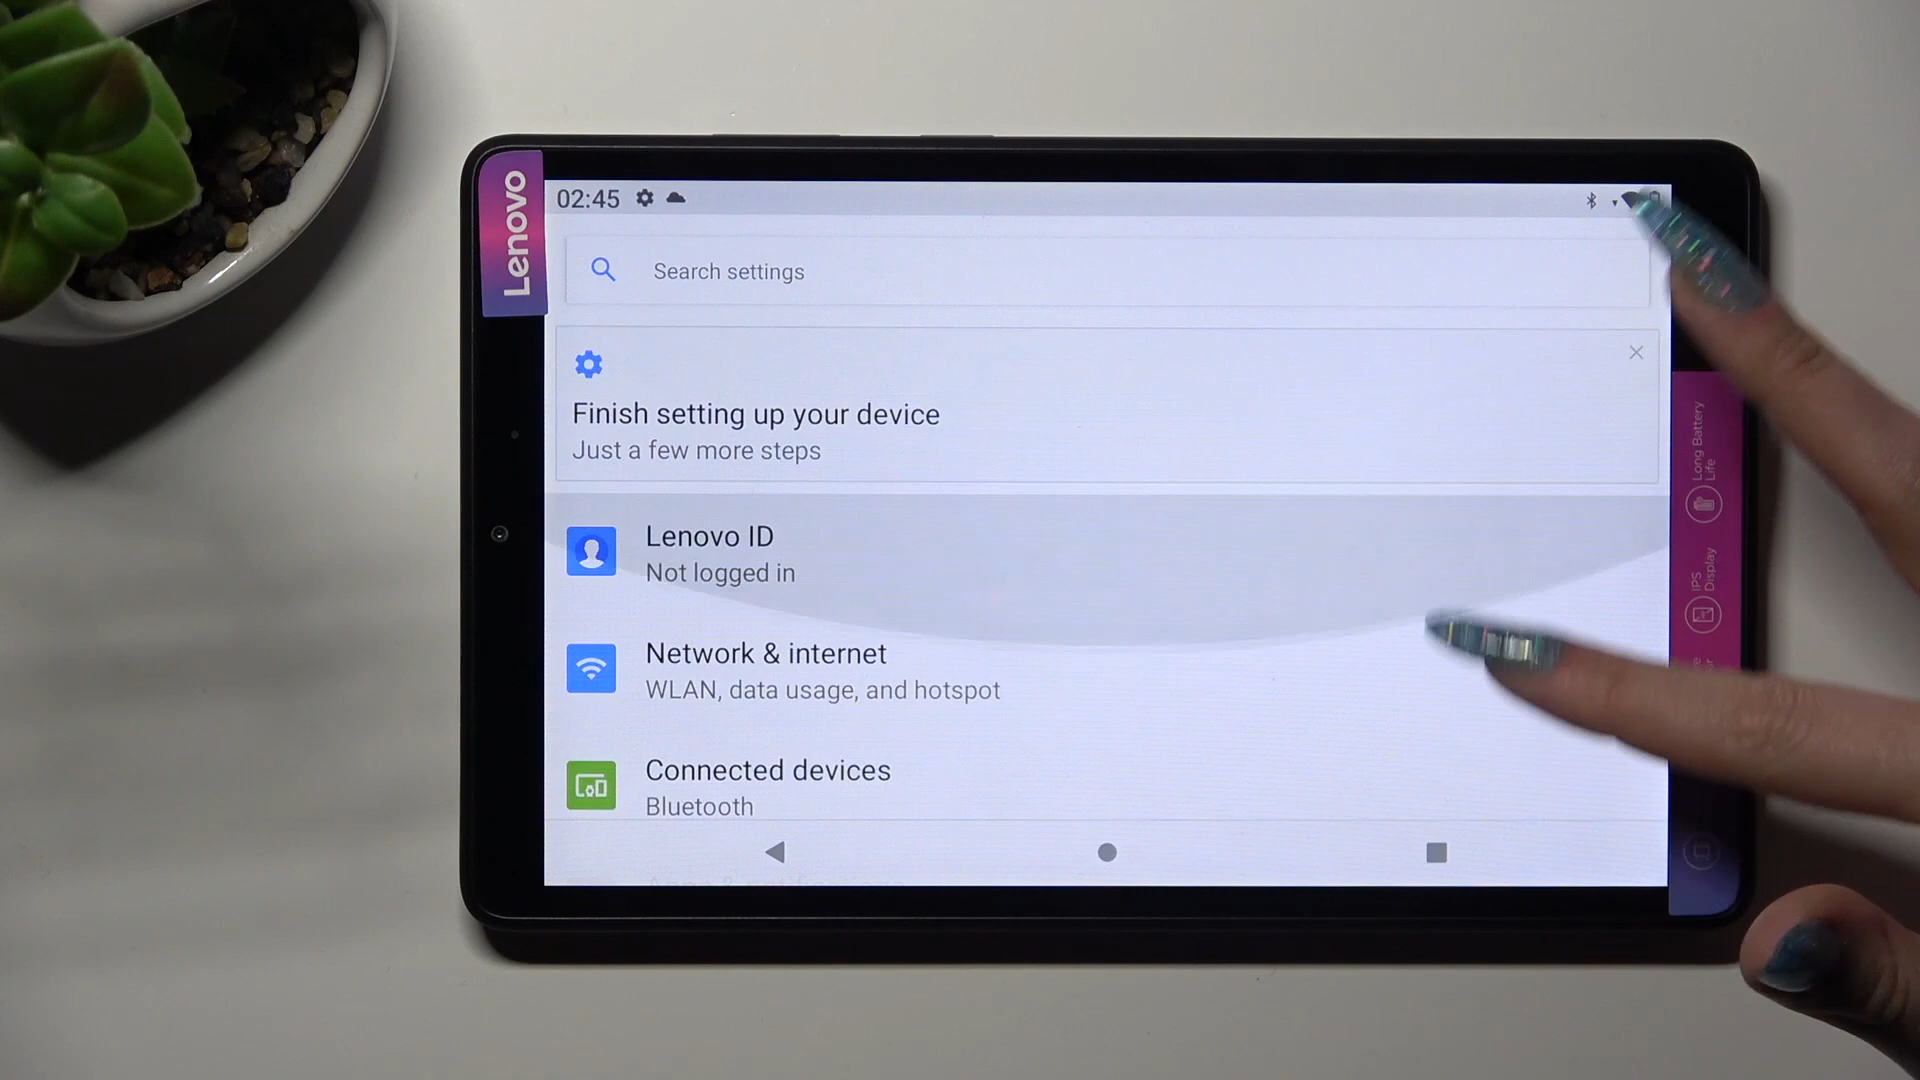 Lenovo
02:45
Search settings
Finish setting up your device
Just a few more steps
Lenovo ID
Not logged in
Network & internet
WLAN, data usage, and hotspot
Connected devices
Bluetooth
Long Battery
Life
IPS
Display